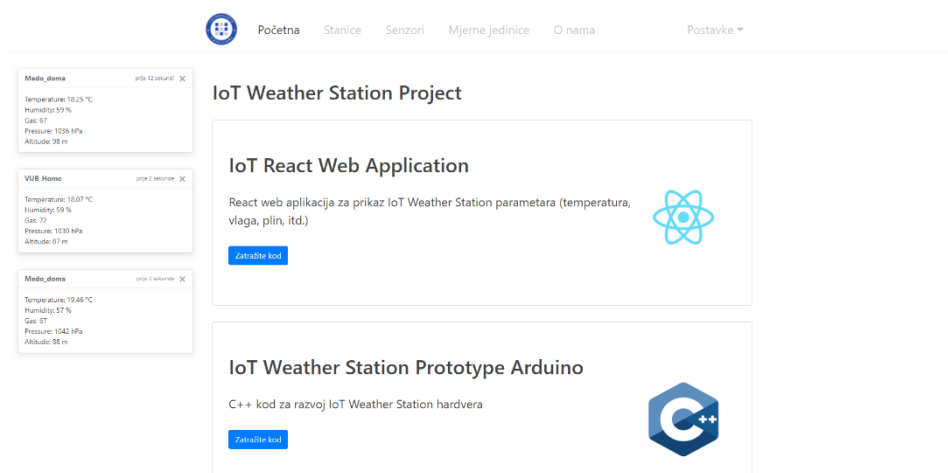 Početna Stanice Senzori Mjerne jedinice O nama Postavke
Medo_doma prije 12 sekundi
Temperature: 18.25 °C
Humidity: 59 %
Gas: 67
Pressure: 1036 hPa
Altitude: 98 m
VUB_Home prije 2 sekunde
Temperature: 18.07 °C
Humidity: 59 %
Gas: 72
Pressure: 1030 hPa
Altitude: 87 m
Medo_doma prije 2 sekunde
Temperature: 19.46 °C
Humidity: 57 %
Gas: 67
Pressure: 1042 hPa
Altitude: 88 m
IoT Weather Station Project
IoT React Web Application
React web aplikacija za prikaz IoT Weather Station parametara (temperatura,
vlaga, plin, itd.)
Zatražite kod
IoT Weather Station Prototype Arduino
C++ kod za razvoj IoT Weather Station hardvera
Zatražite kod
C++